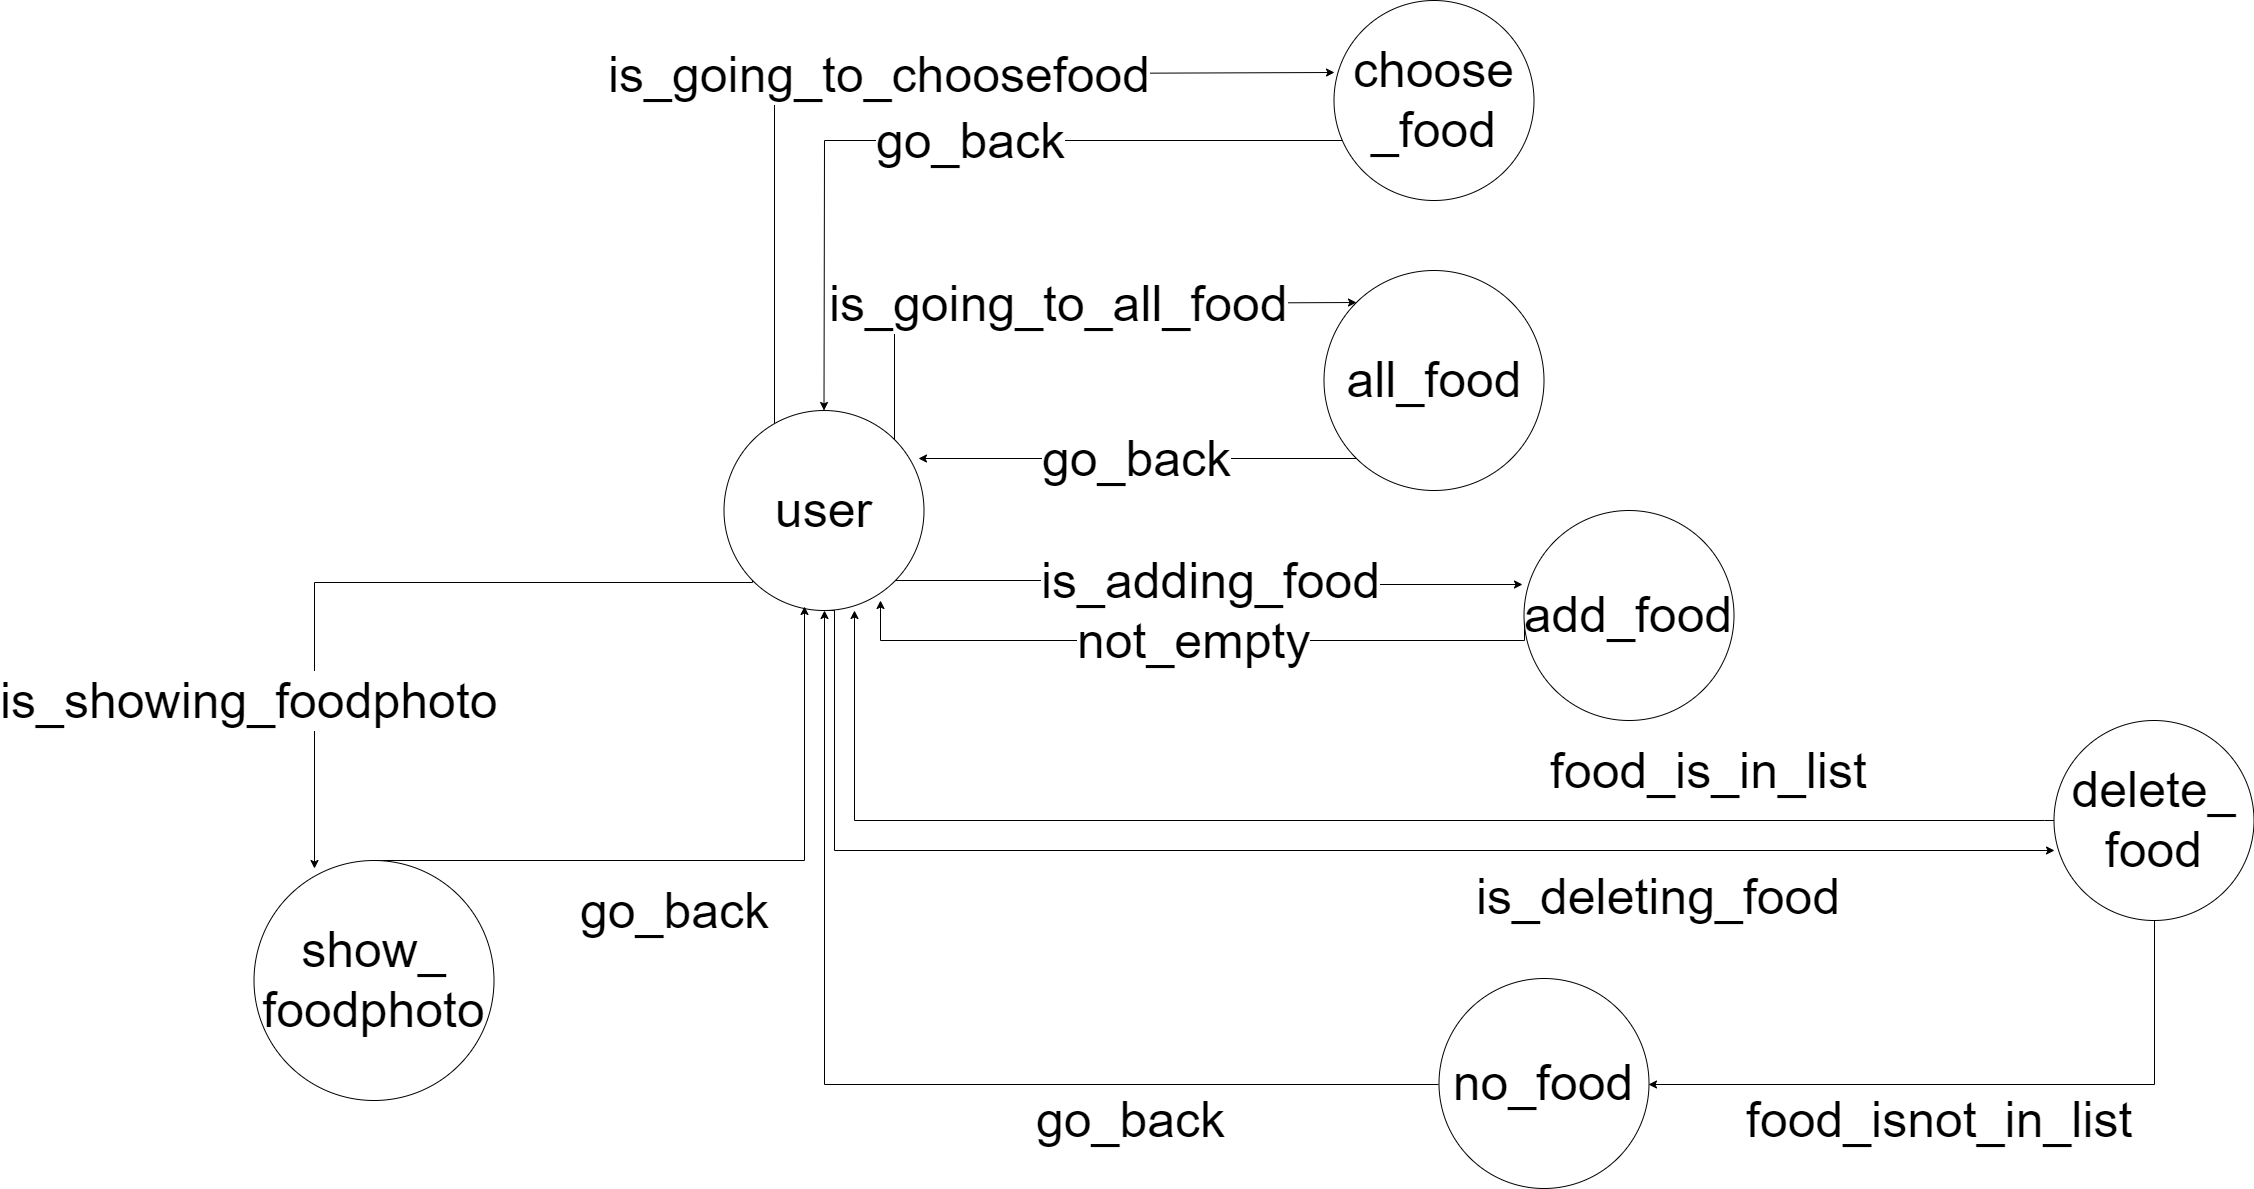 is_going_to_choosefood
choose
_food
go_back
is_going_to_all_food
all_food
go_back
user
is_adding_food
add_food
not_empty
is_showing_foodphoto
food_is_in_list
delete_
food
is_deleting_food
go_back
show_
foodphoto
no_food
go_back
food_isnot_in_list